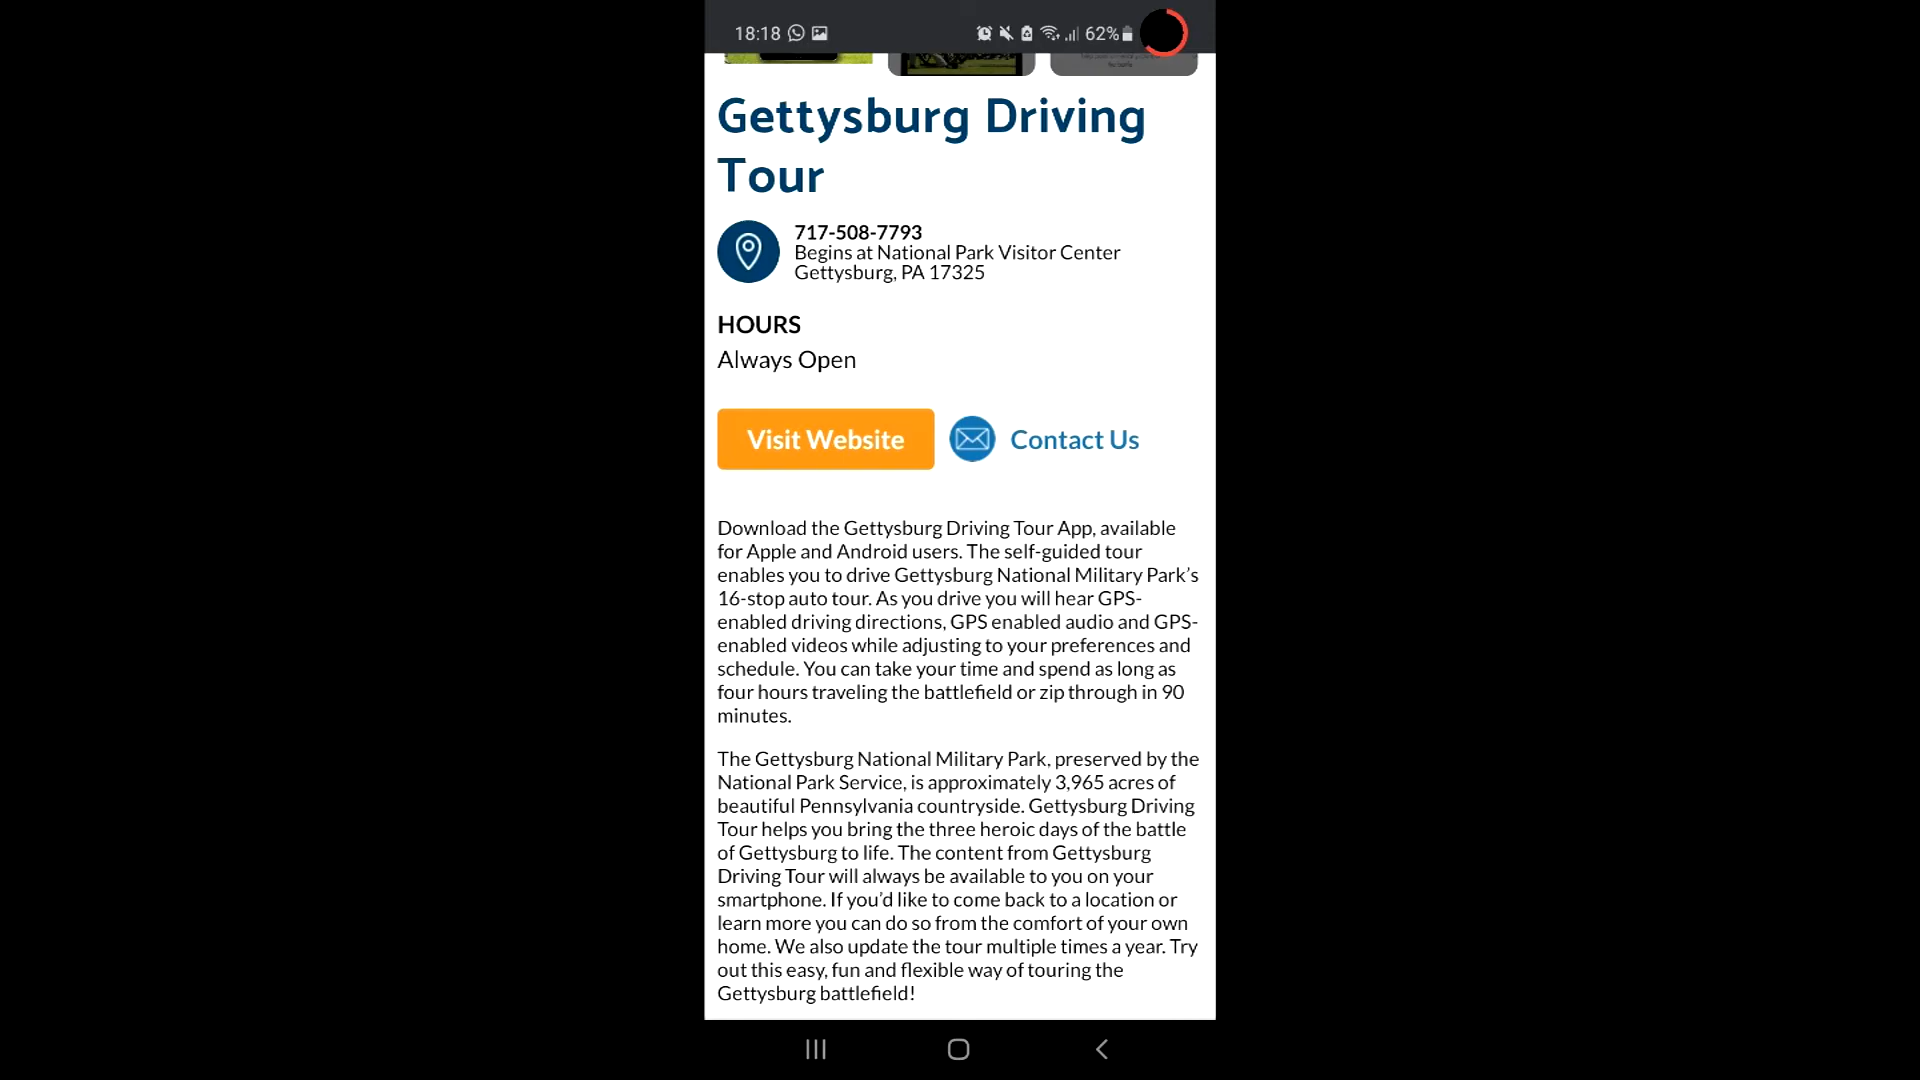 18:18 62%
Gettysburg Driving
Tour
717-508-7793
Begins at National Park Visitor Center
Gettysburg, PA 17325
HOURS
Always Open
Visit Website Contact Us
Download the Gettysburg Driving Tour App, available
for Apple and Android users. The self-guided tour
enables you to drive Gettysburg National Military Park’s
16-stop auto tour. As you drive you will hear GPS-
enabled driving directions, GPS enabled audio and GPS-
enabled videos while adjusting to your preferences and
schedule. You can take your time and spend as long as
four hours traveling the battlefield or zip through in 90
minutes.
The Gettysburg National Military Park, preserved by the
National Park Service, is approximately 3,965 acres of
beautiful Pennsylvania countryside. Gettysburg Driving
Tour helps you bring the three heroic days of the battle
of Gettysburg to life. The content from Gettysburg
Driving Tour will always be available to you on your
smartphone. If you’d like to come back to a location or
learn more you can do so from the comfort of your own
home. We also update the tour multiple times a year. Try
out this easy, fun and flexible way of touring the
Gettysburg battlefield!